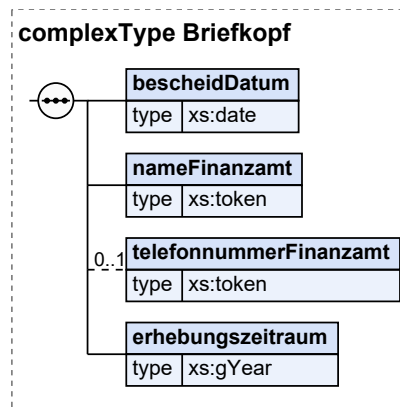 complexType Briefkopf
bescheidDatum
type xs:date
nameFinanzamt
type xs:token
0..1 telefonnummerFinanzamt
type xs:token
erhebungszeitraum
type xs:gYear